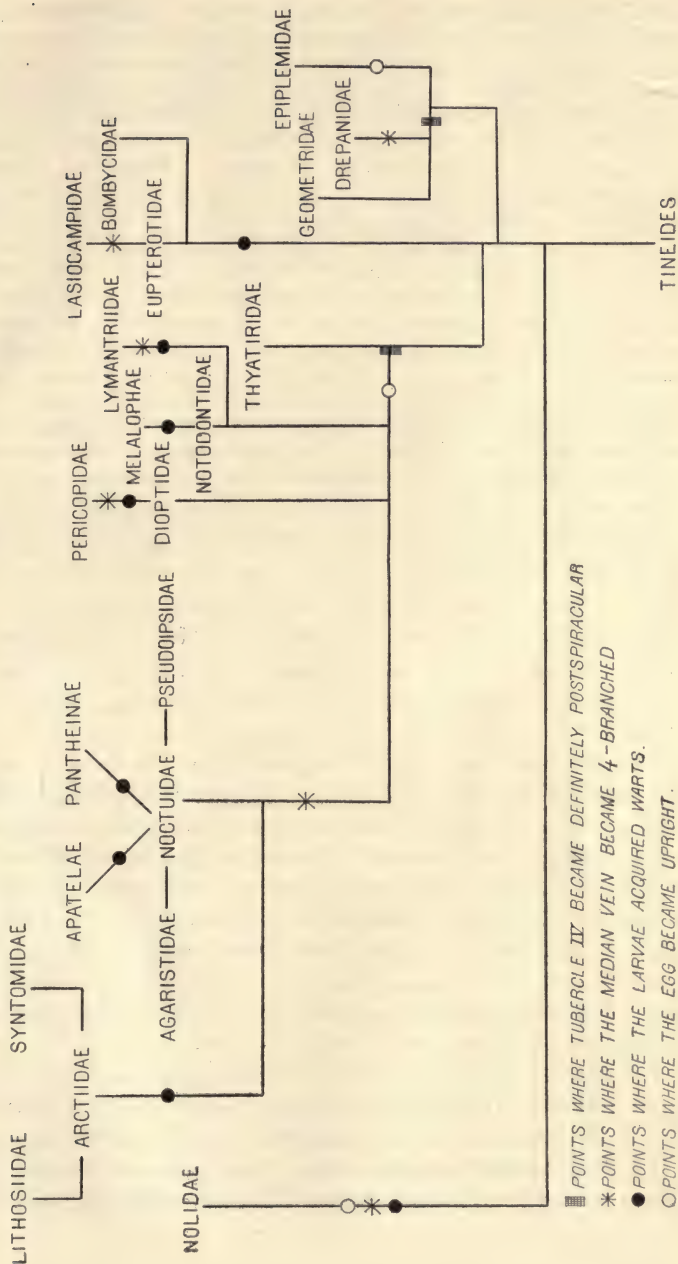 LITHOSIIDAE
SYNTOMIDAE
ARCTIIDAE
APATELAE
PANTHEINAE
AGARISTIDAE
NOCTUIDAE
PSEUDOIPSIDAE
PERICOPIDAE
MELALOPHAE
DIOPTIDAE
LYMANTRIIDAE
NOTODONTIDAE
LASIOCAMPIDAE
BOMBYCIDAE
EUPTEROTIDAE
THYATIRIDAE
EPIPLEMIDAE
GEOMETRIDAE
DREPANIDAE
NOLIDAE
TINEIDES
POINTS WHERE TUBERCLE IV BECAME DEFINITELY POSTSPIRACULAR
POINTS WHERE THE MEDIAN VEIN BECAME 4-BRANCHED
POINTS WHERE THE LARVAE ACQUIRED WARTS.
POINTS WHERE THE EGG BECAME UPRIGHT.